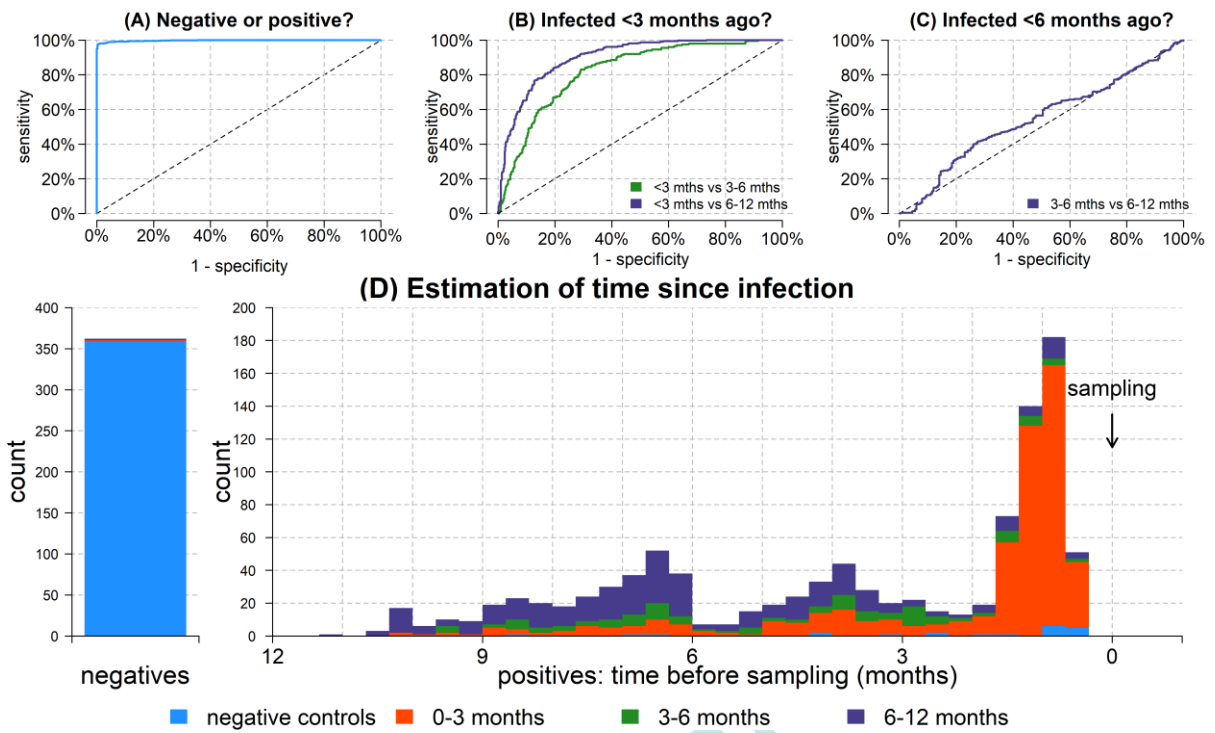 (A) Negative or positive?
100%
80%
60%
40%
20%
0%
sensitivity
0% 20% 40% 60% 80% 100%
1 - specificity
(B) Infected <3 months ago?
100%
80%
60%
40%
20%
0%
sensitivity
<3 mths vs 3-6 mths
<3 mths vs 6-12 mths
0% 20% 40% 60% 80% 100%
1 - specificity
(C) Infected <6 months ago?
100%
80%
60%
40%
20%
0%
sensitivity
3-6 mths vs 6-12 mths
0% 20% 40% 60% 80% 100%
1 - specificity
(D) Estimation of time since infection
400
350
300
250
200
150
100
50
0
count
negatives
200
180
160
140
120
100
80
60
40
20
0
count
sampling
12 9 6 3 0
positives: time before sampling (months)
negative controls 0-3 months 3-6 months 6-12 months